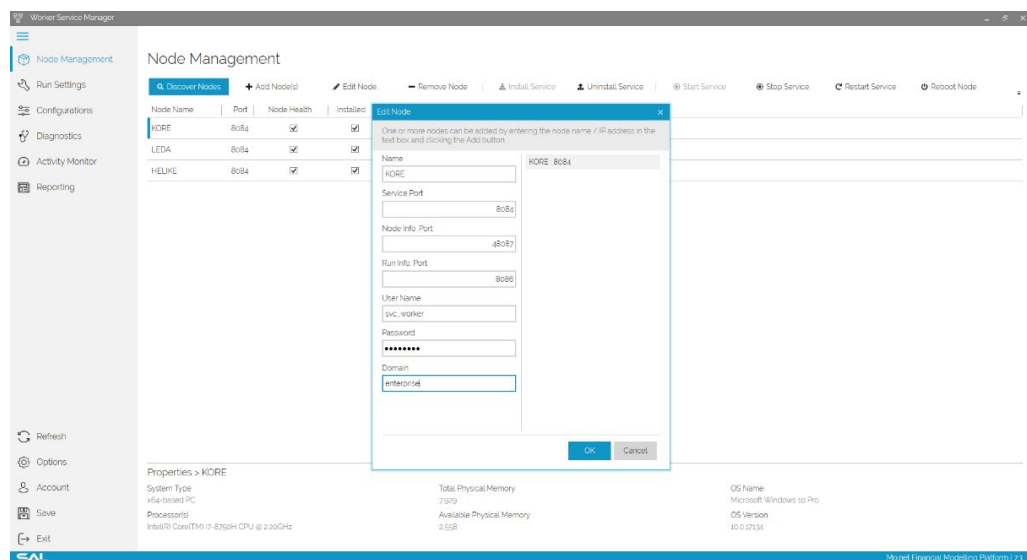 Worker Service Manager
Node Management
Run Settings
Configurations
Diagnostics
Activity Monitor
Reporting
Refresh
Options
Account
Save
Exit
SAL
Node Management
Discover Nodes + Add Node(s) Edit Node Remove Node Install Service Uninstall Service Start Service Stop Service Restart Service Reboot Node
Node Name Port Node Health Installed
KORE 8084
LEDA 8084
HELIKE 8084
Edit Node
One or more nodes can be added by entering the node name / IP address in the
text box and clicking the Add button
Name
KORE
Service Port
8084
Node Info. Port
48087
Run Info. Port
8086
User Name
svc_worker
Password
••••••••
Domain
enterprise
KORE : 8084
OK Cancel
Properties > KORE
System Type
x64-based PC
Processor(s)
Intel(R) Core(TM) i7-8750H CPU @ 2.20GHz
Total Physical Memory
7,929
Available Physical Memory
2,558
OS Name
Microsoft Windows 10 Pro
OS Version
10.0.17134
Mo.net Financial Modelling Platform | 7.3